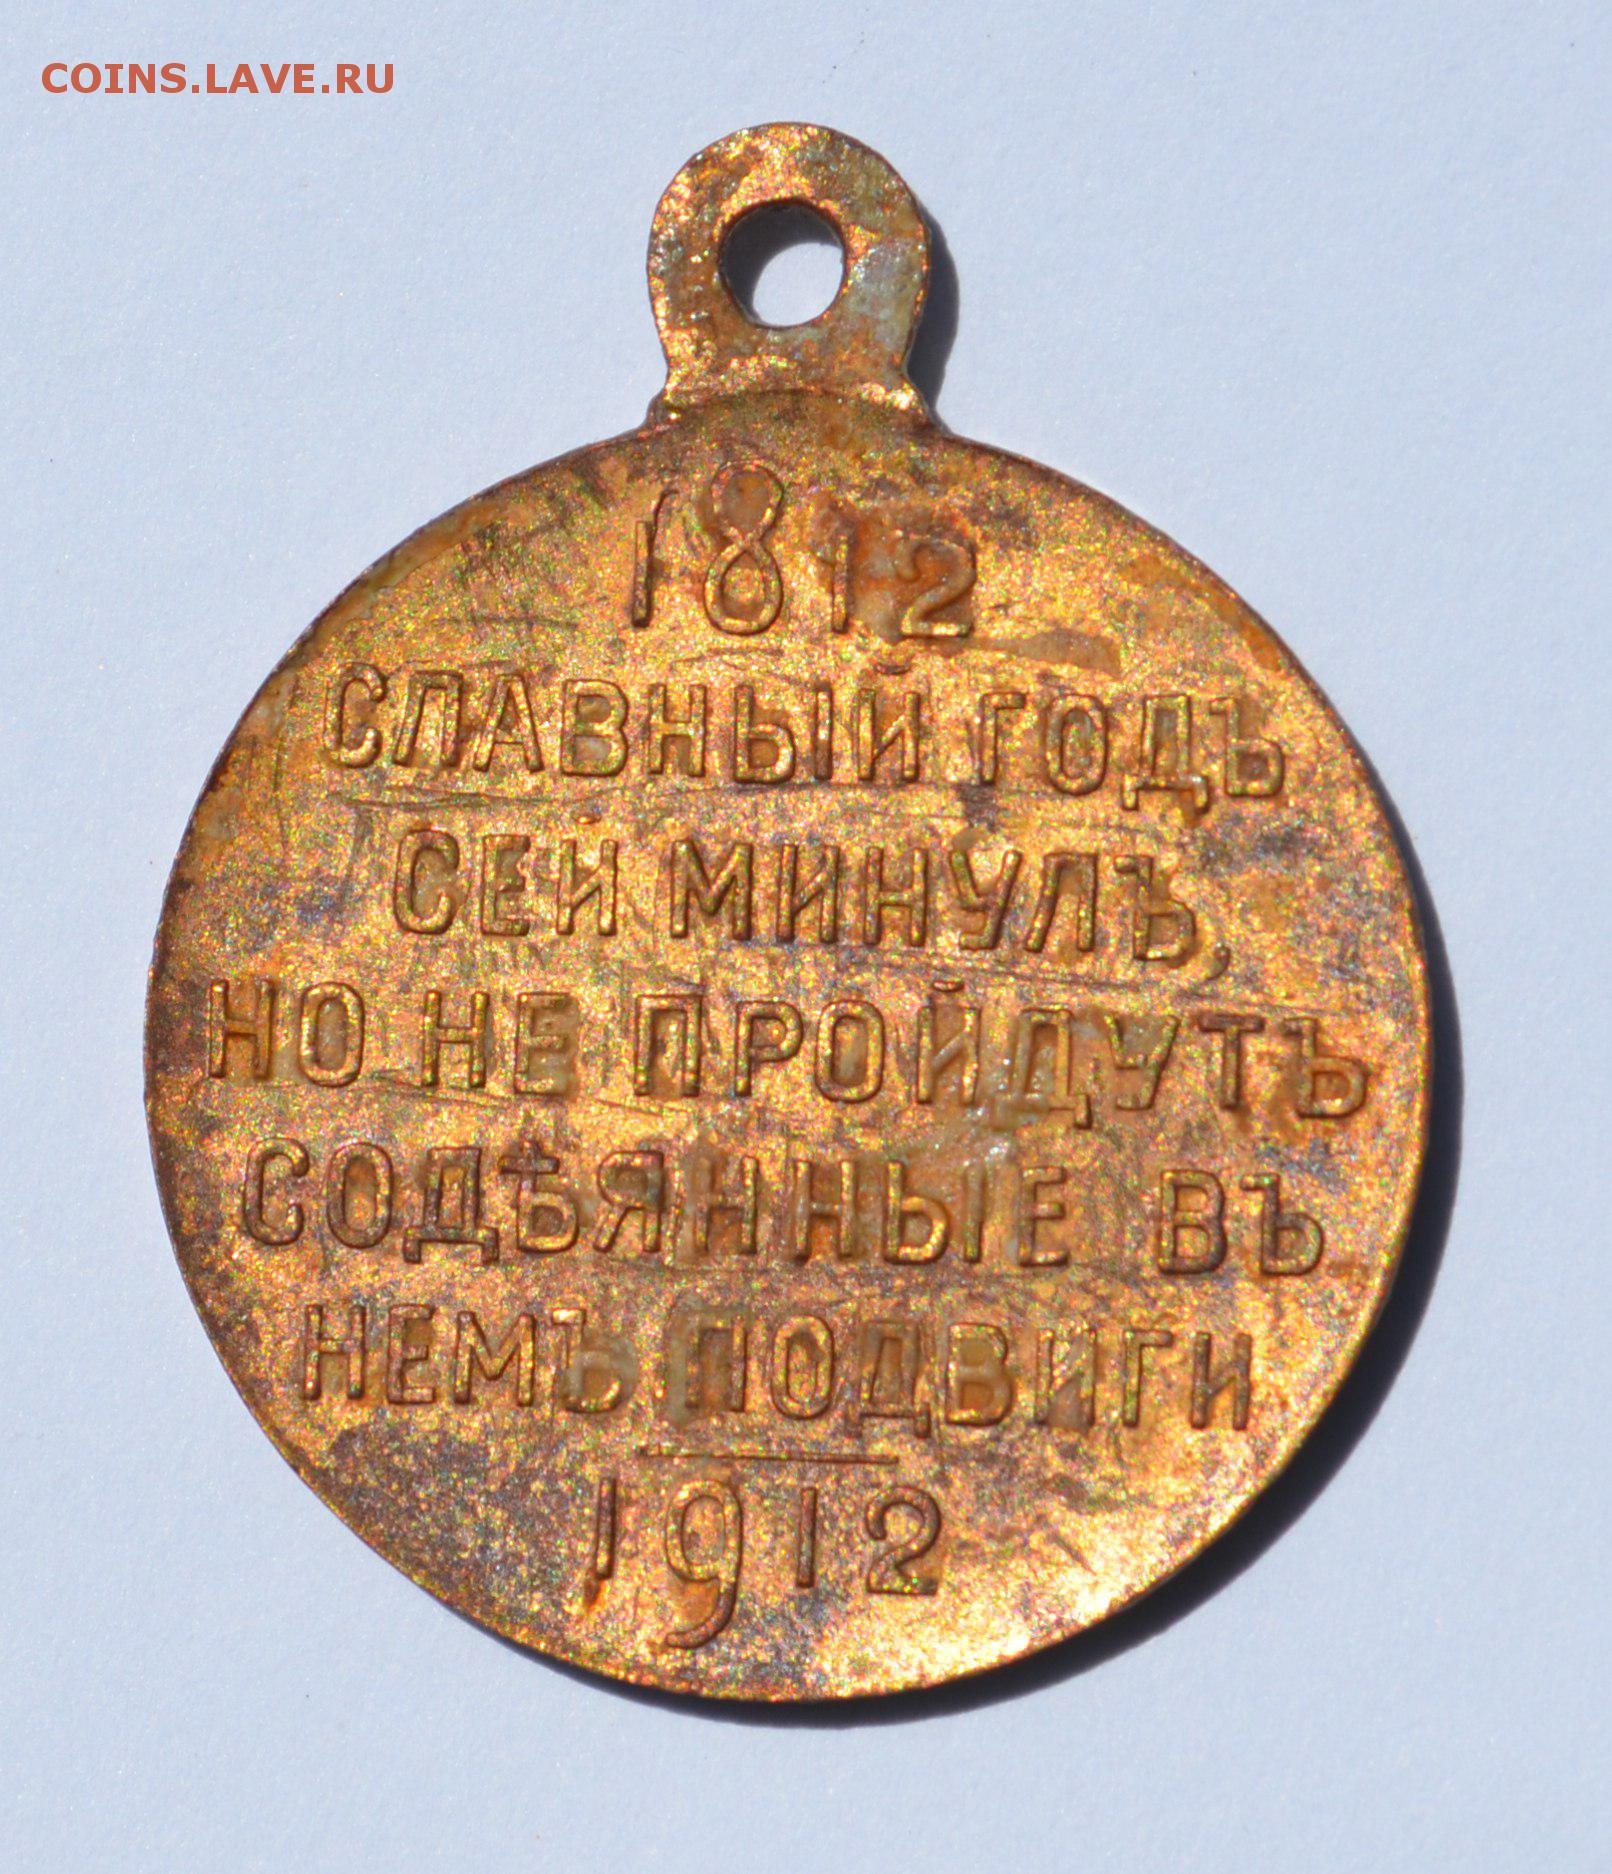 COINS.LAVE.RU
1812
СЛАВНЫЙ ГОДЪ
СЕЙ МИНУЛЪ,
НО НЕ ПРОЙДУТЪ
СОДѢЯННЫЕ ВЪ
НЕМЪ ПОДВИГИ
1912